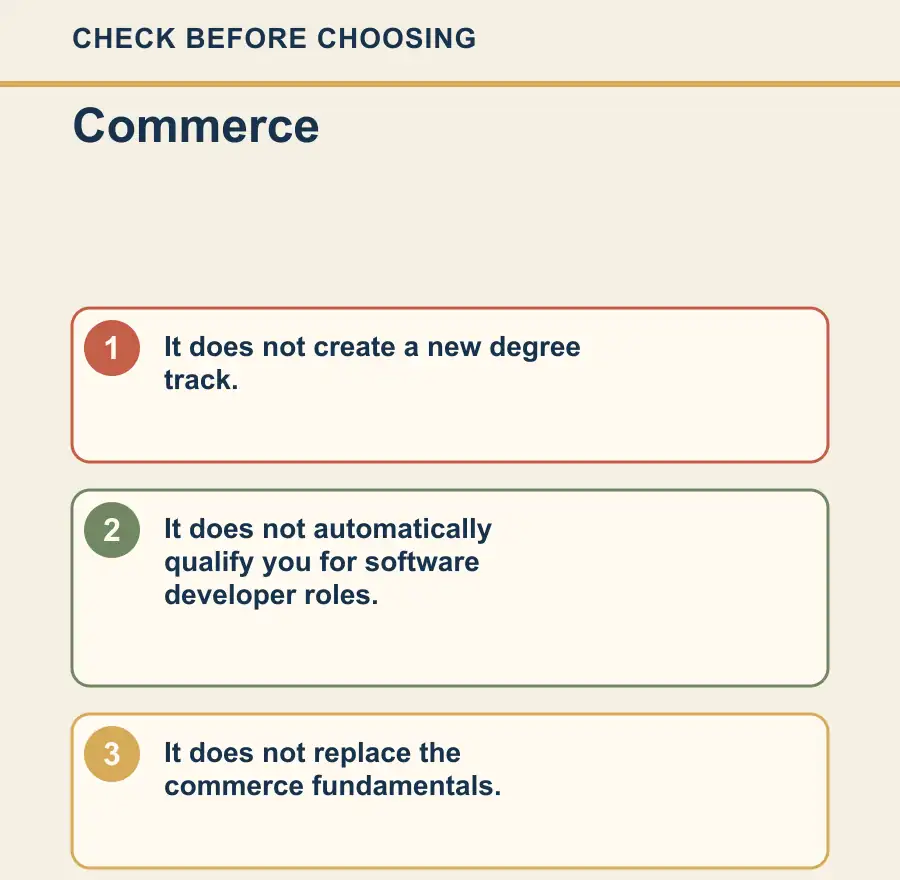 CHECK BEFORE CHOOSING
Commerce
1
It does not create a new degree
track.
2
It does not automatically
qualify you for software
developer roles.
3
It does not replace the
commerce fundamentals.